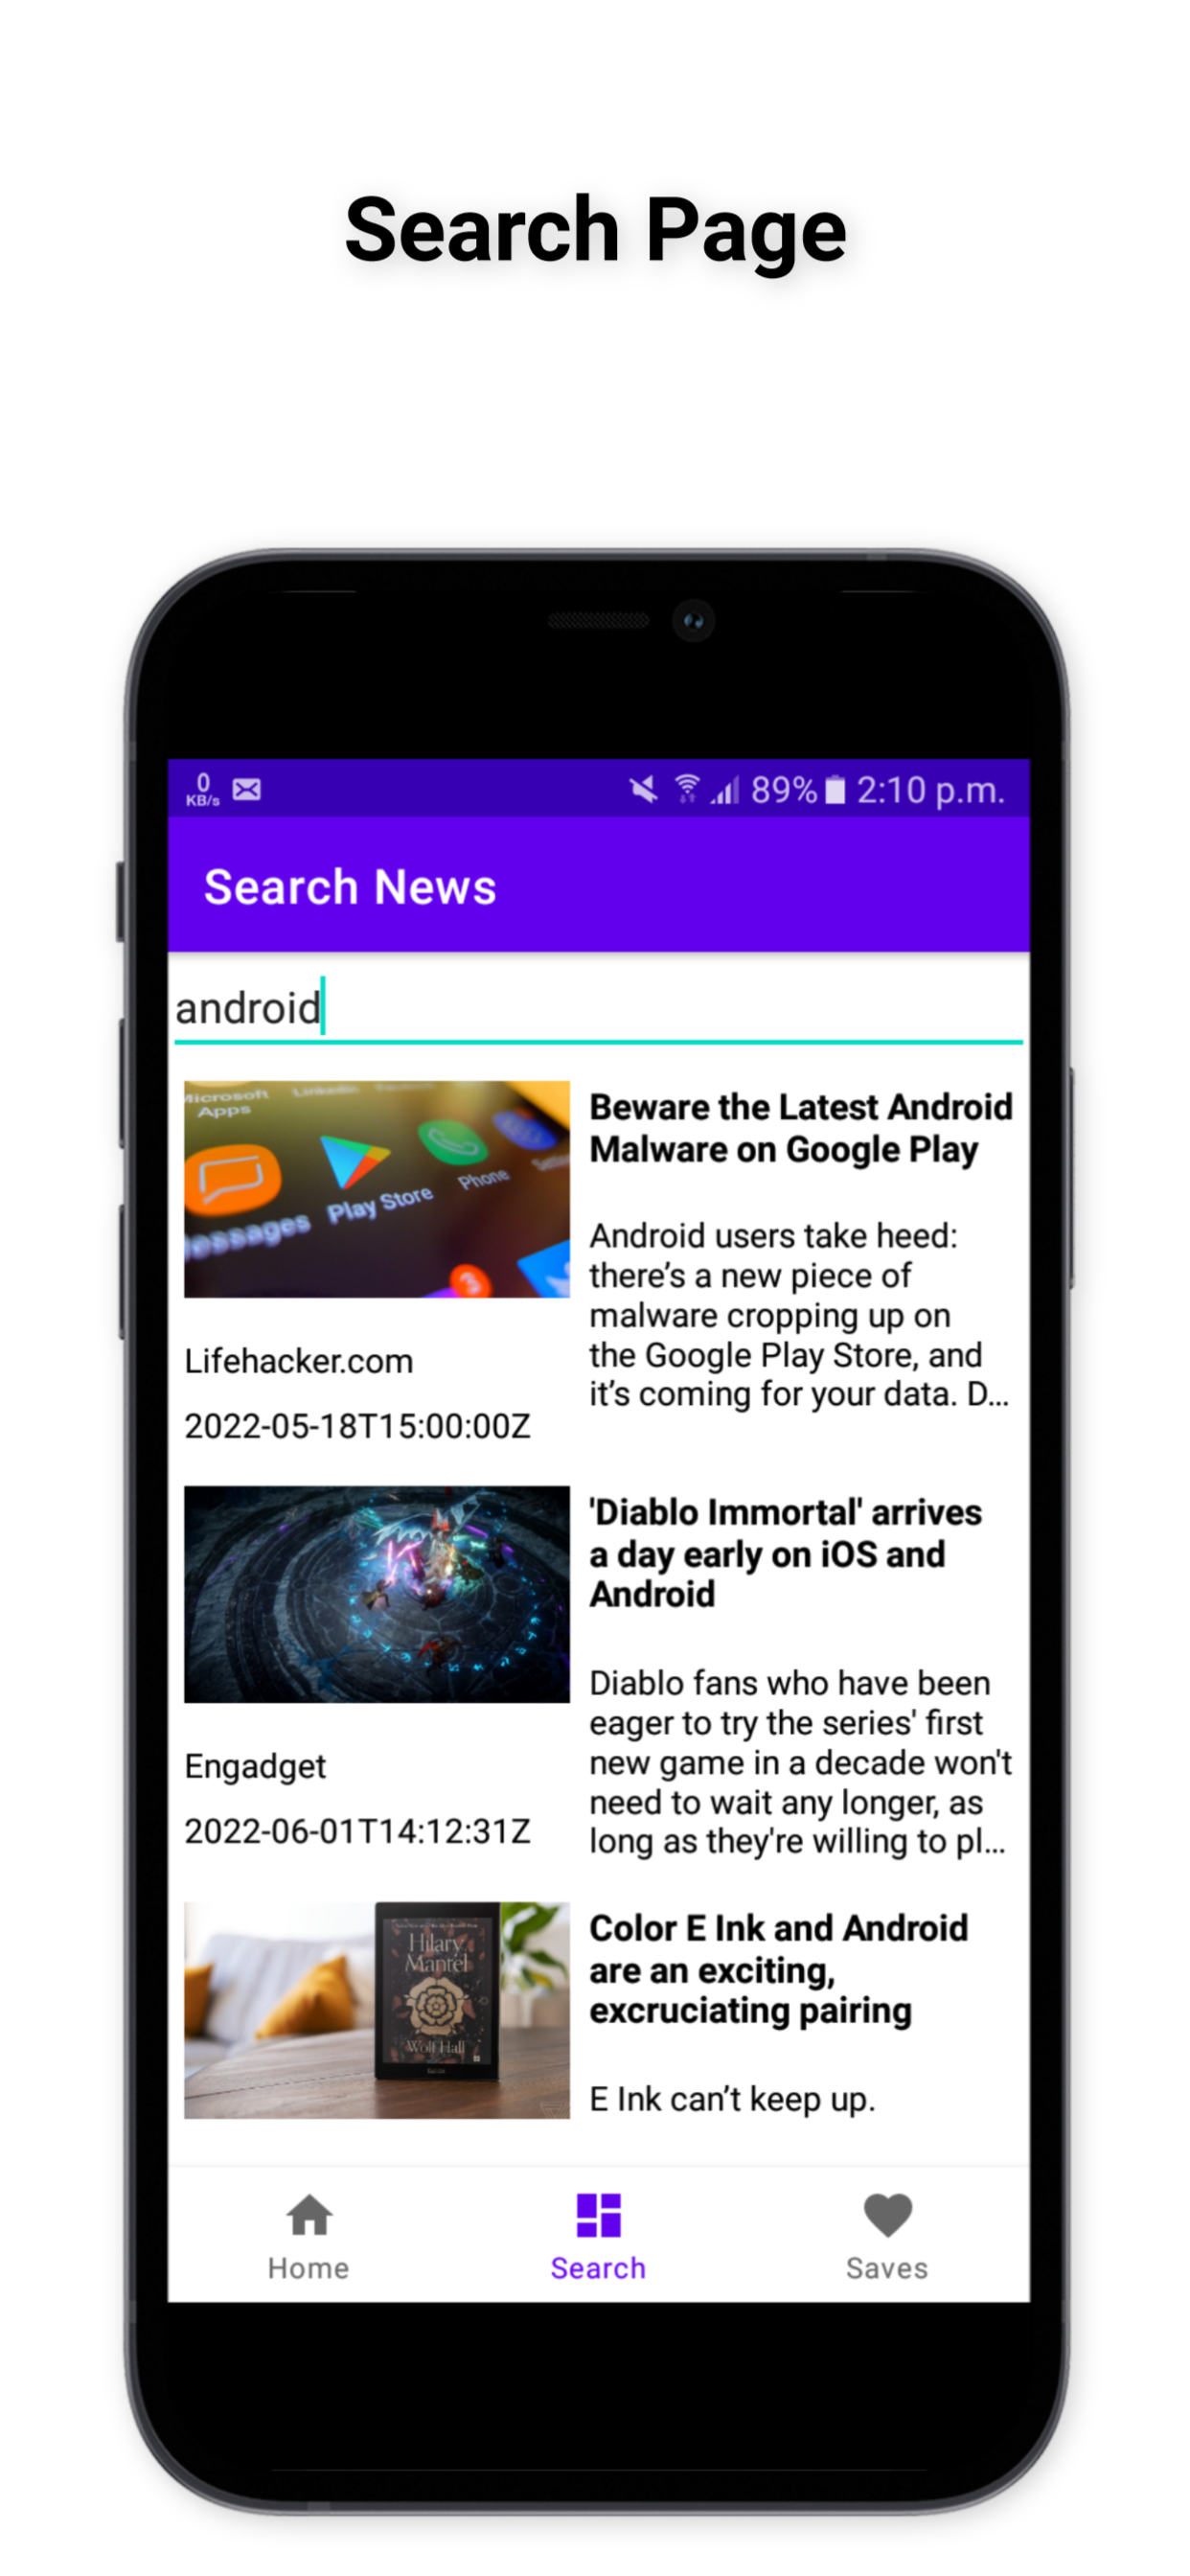 Search Page
0
KB/s
89% 2:10 p.m.
Search News
android
Microsoft
Apps
LinkedIn
Messages
Play Store
Phone
3
Beware the Latest Android
Malware on Google Play
Android users take heed:
there’s a new piece of
malware cropping up on
the Google Play Store, and
it’s coming for your data. D...
Lifehacker.com
2022-05-18T15:00:00Z
'Diablo Immortal' arrives
a day early on iOS and
Android
Diablo fans who have been
eager to try the series' first
new game in a decade won't
need to wait any longer, as
long as they're willing to pl...
Engadget
2022-06-01T14:12:31Z
Hilary
Mantel
Wolf Hall
Color E Ink and Android
are an exciting,
excruciating pairing
E Ink can’t keep up.
Home
Search
Saves